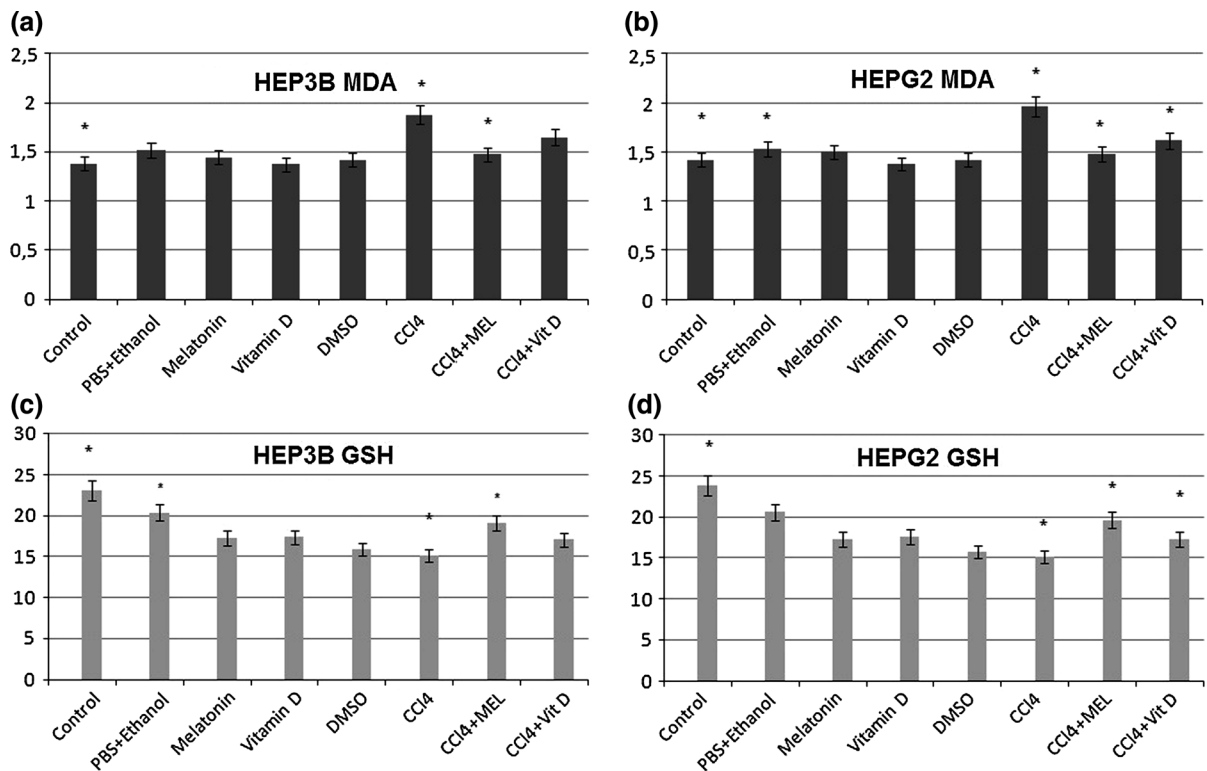 (a)
HEP3B MDA
2,5
2
1,5
1
0,5
0
*
*
*
Control
PBS+Ethanol
Melatonin
Vitamin D
DMSO
CCl4
CCl4+MEL
CCl4+Vit D
(b)
HEPG2 MDA
2,5
2
1,5
1
0,5
0
*
*
*
*
*
Control
PBS+Ethanol
Melatonin
Vitamin D
DMSO
CCl4
CCl4+MEL
CCl4+Vit D
(c)
HEP3B GSH
30
25
20
15
10
5
0
*
*
*
*
Control
PBS+Ethanol
Melatonin
Vitamin D
DMSO
CCl4
CCl4+MEL
CCl4+Vit D
(d)
HEPG2 GSH
30
25
20
15
10
5
0
*
*
*
*
Control
PBS+Ethanol
Melatonin
Vitamin D
DMSO
CCl4
CCl4+MEL
CCl4+Vit D